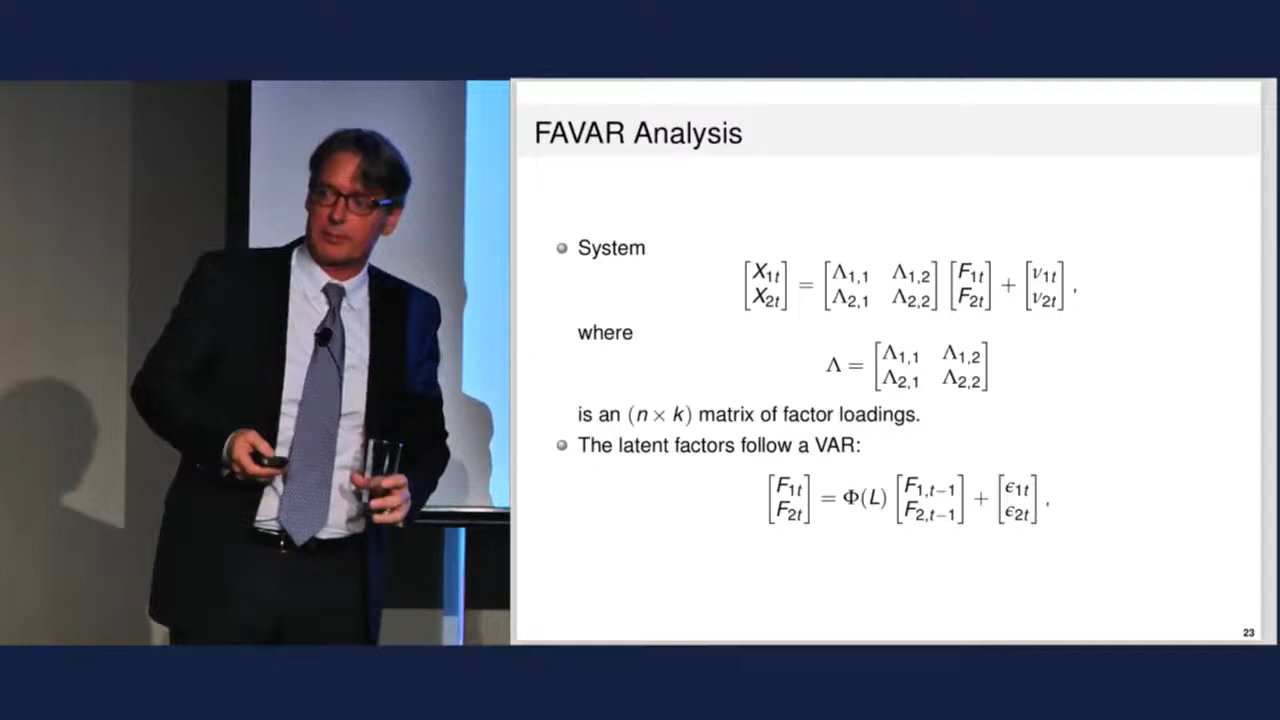 FAVAR Analysis
System
[X₁ₜ X₂ₜ] = [Λ₁,₁ Λ₁,₂ Λ₂,₁ Λ₂,₂] [F₁ₜ F₂ₜ] + [ν₁ₜ ν₂ₜ],
where
Λ = [Λ₁,₁ Λ₁,₂ Λ₂,₁ Λ₂,₂]
is an (n × k) matrix of factor loadings.
The latent factors follow a VAR:
[F₁ₜ F₂ₜ] = Φ(L) [F₁,ₜ₋₁ F₂,ₜ₋₁] + [ϵ₁ₜ ϵ₂ₜ],
23